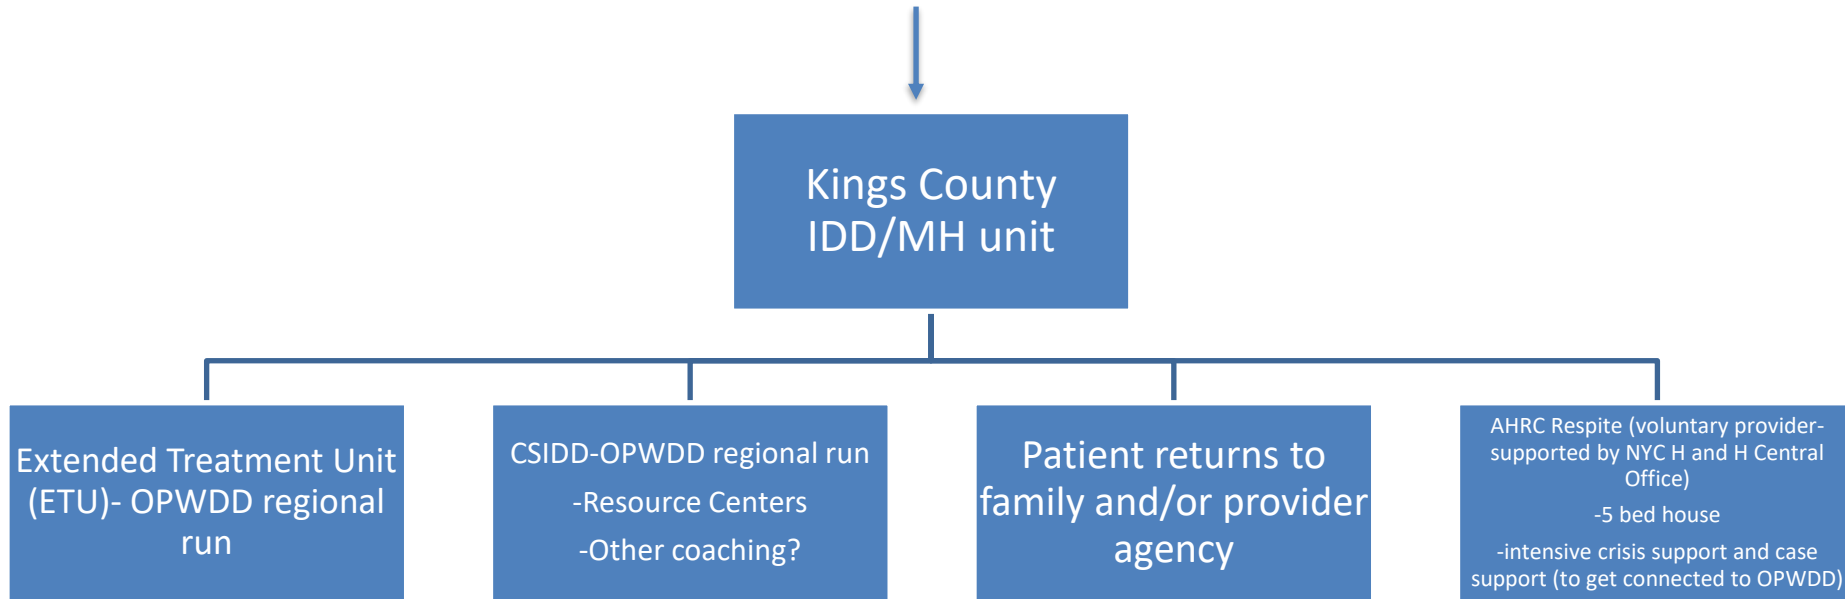 Kings County
IDD/MH unit
Extended Treatment Unit
(ETU)- OPWDD regional
run
CSIDD-OPWDD regional run
-Resource Centers
-Other coaching?
Patient returns to
family and/or provider
agency
AHRC Respite (voluntary provider-
supported by NYC H and H Central
Office)
-5 bed house
-intensive crisis support and case
support (to get connected to OPWDD)